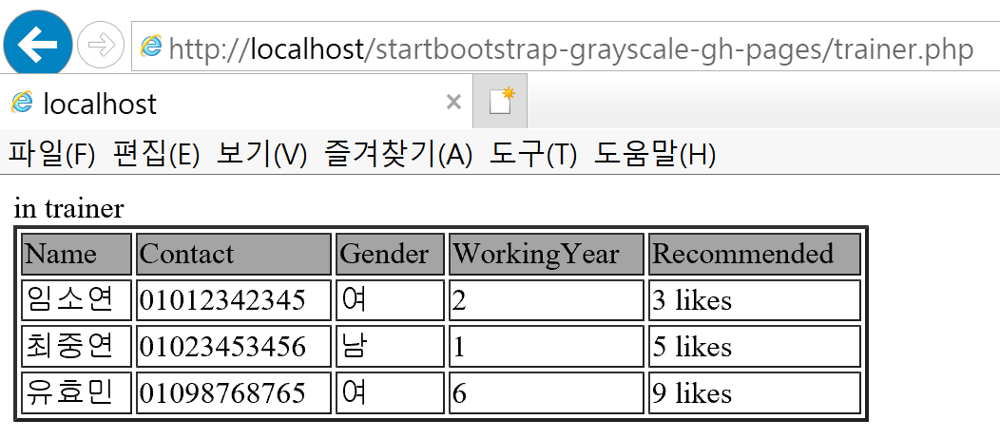 http://localhost/startbootstrap-grayscale-gh-pages/trainer.php
localhost
파일(F) 편집(E) 보기(V) 즐겨찾기(A) 도구(T) 도움말(H)
in trainer
Name Contact Gender WorkingYear Recommended
임소연 01012342345 여 2 3 likes
최중연 01023453456 남 1 5 likes
유효민 01098768765 여 6 9 likes